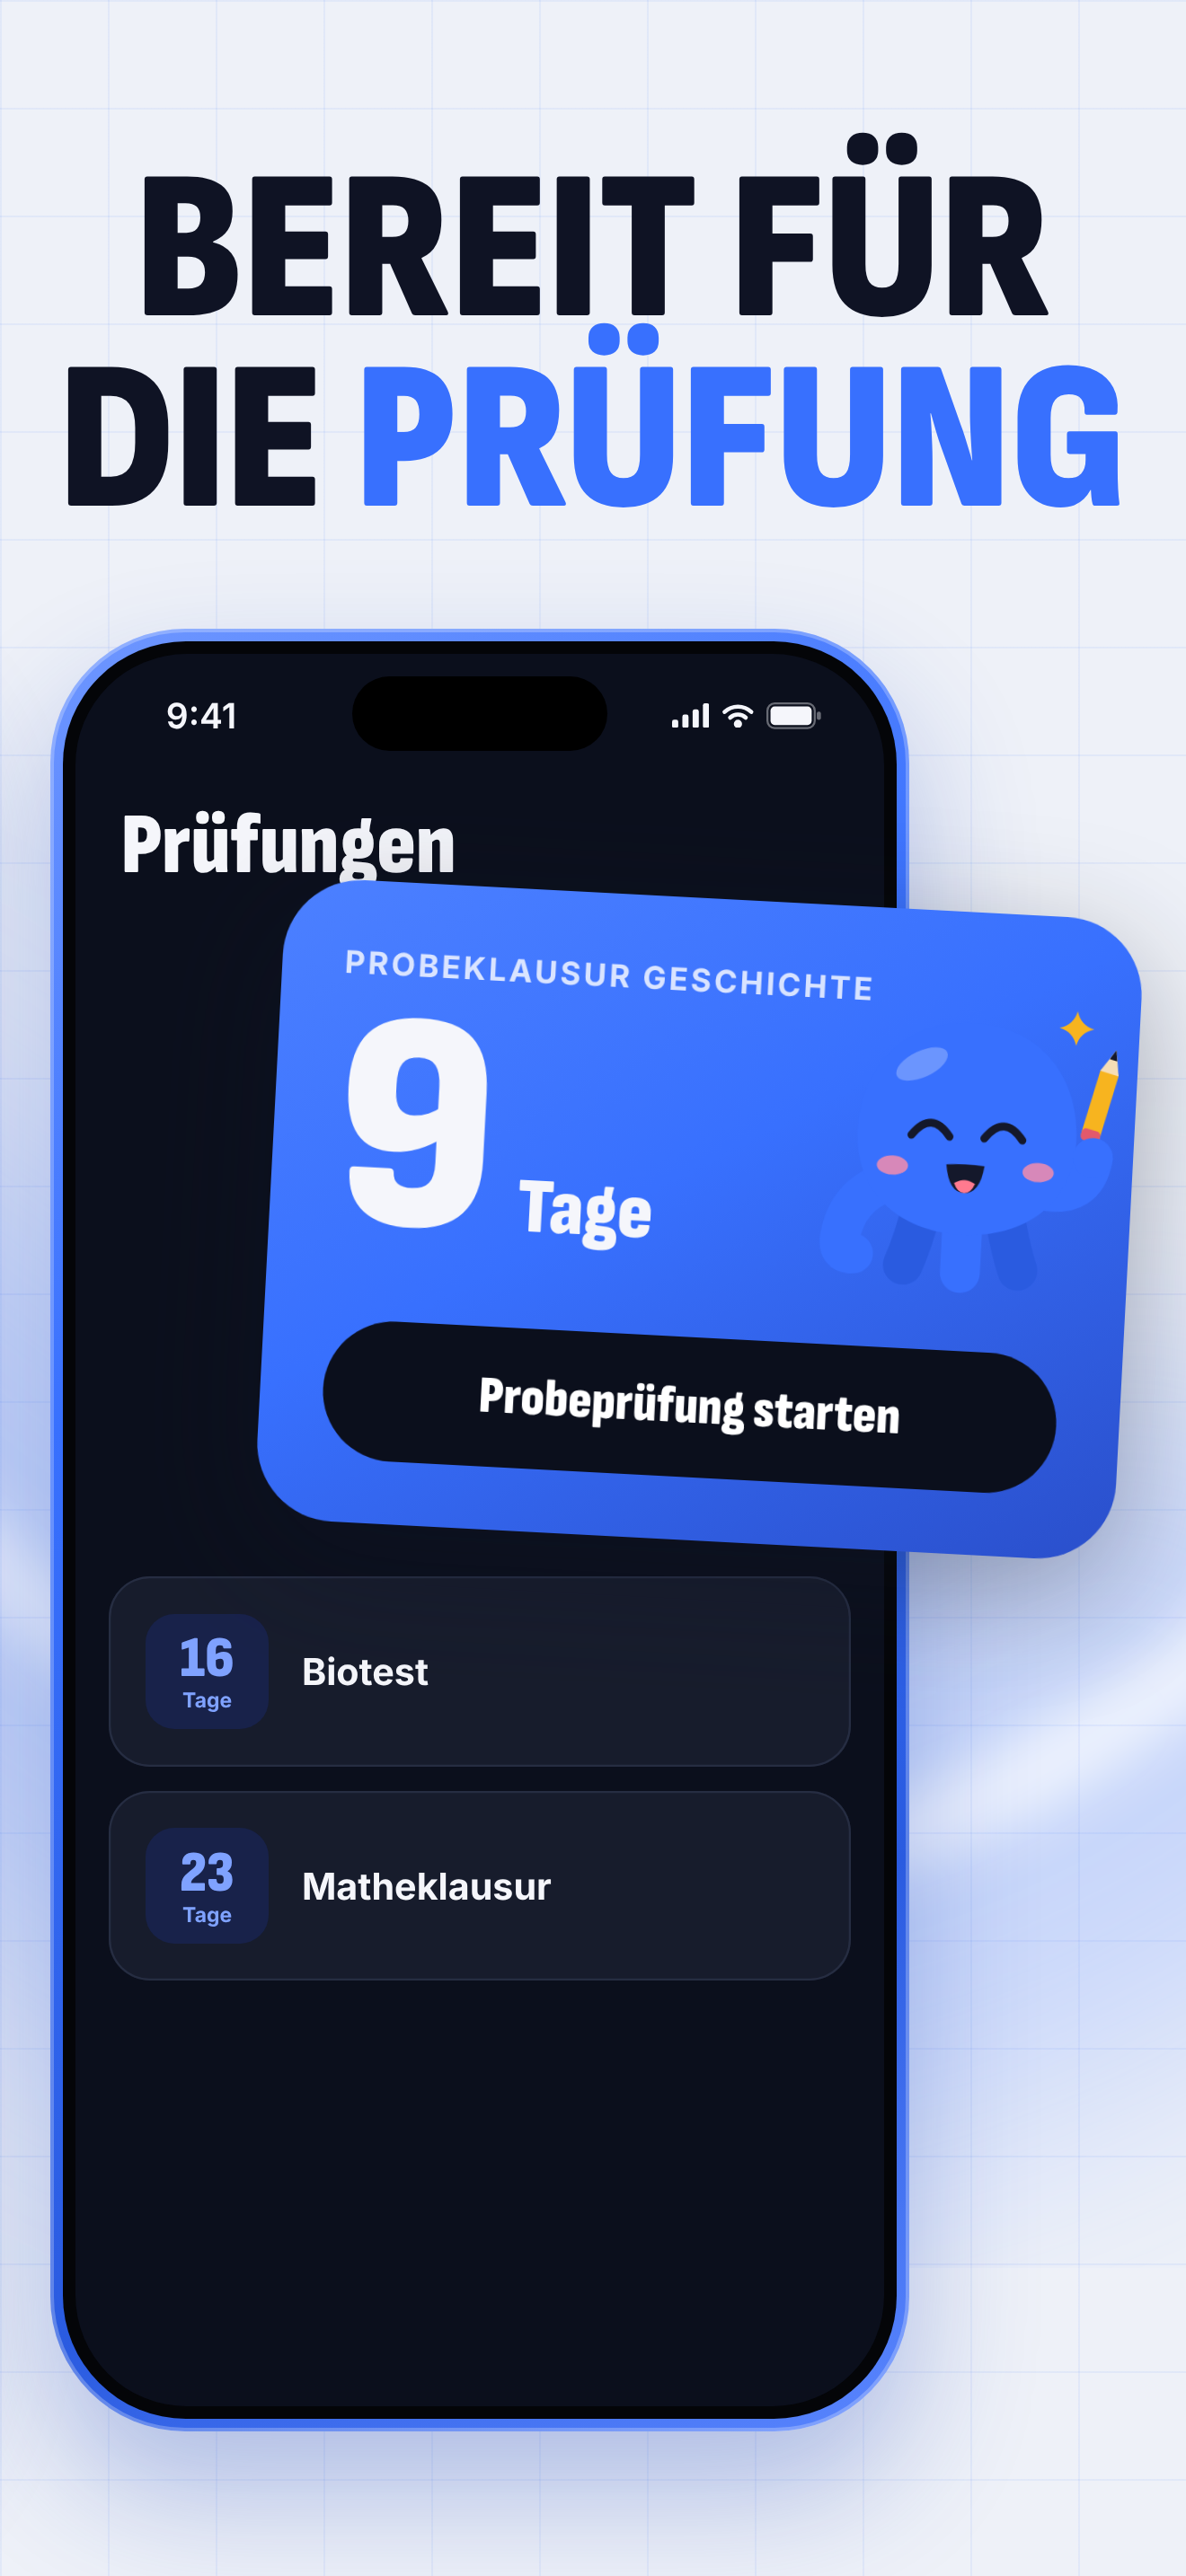 BEREIT FÜR
DIE PRÜFUNG
9:41
Prüfungen
PROBEKLAUSUR GESCHICHTE
9 Tage
Probeprüfung starten
16
Tage
Biotest
23
Tage
Matheklausur